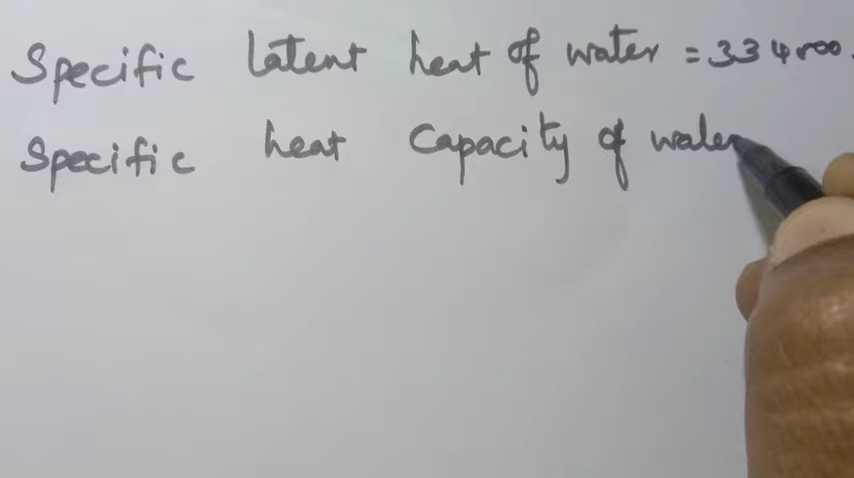 Specific latent heat of water = 334000
Specific heat capacity of water